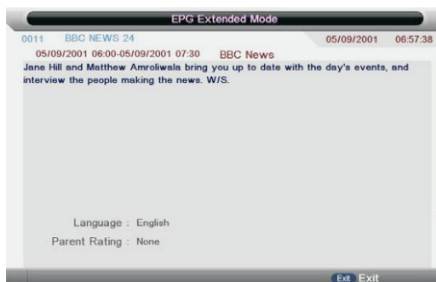 EPG Extended Mode
0011 BBC NEWS 24 05/09/2001 06:57:38
05/09/2001 06:00-05/09/2001 07:30 BBC News
Jane Hill and Matthew Amroliwala bring you up to date with the day's events, and
interview the people making the news. W/S.
Language : English
Parent Rating : None
Exit Exit